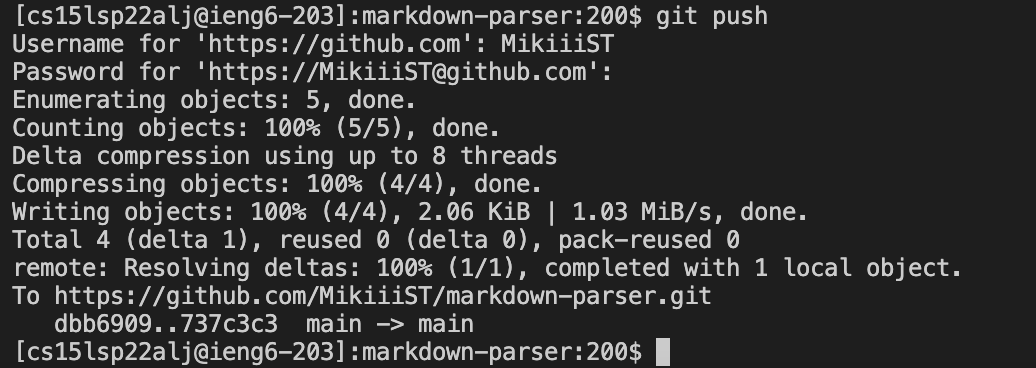 [cs15lsp22alj@ieng6-203]:markdown-parser:200$ git push
Username for 'https://github.com': MikiiiST
Password for 'https://MikiiiST@github.com':
Enumerating objects: 5, done.
Counting objects: 100% (5/5), done.
Delta compression using up to 8 threads
Compressing objects: 100% (4/4), done.
Writing objects: 100% (4/4), 2.06 KiB | 1.03 MiB/s, done.
Total 4 (delta 1), reused 0 (delta 0), pack-reused 0
remote: Resolving deltas: 100% (1/1), completed with 1 local object.
To https://github.com/MikiiiST/markdown-parser.git
   dbb6909..737c3c3  main -> main
[cs15lsp22alj@ieng6-203]:markdown-parser:200$